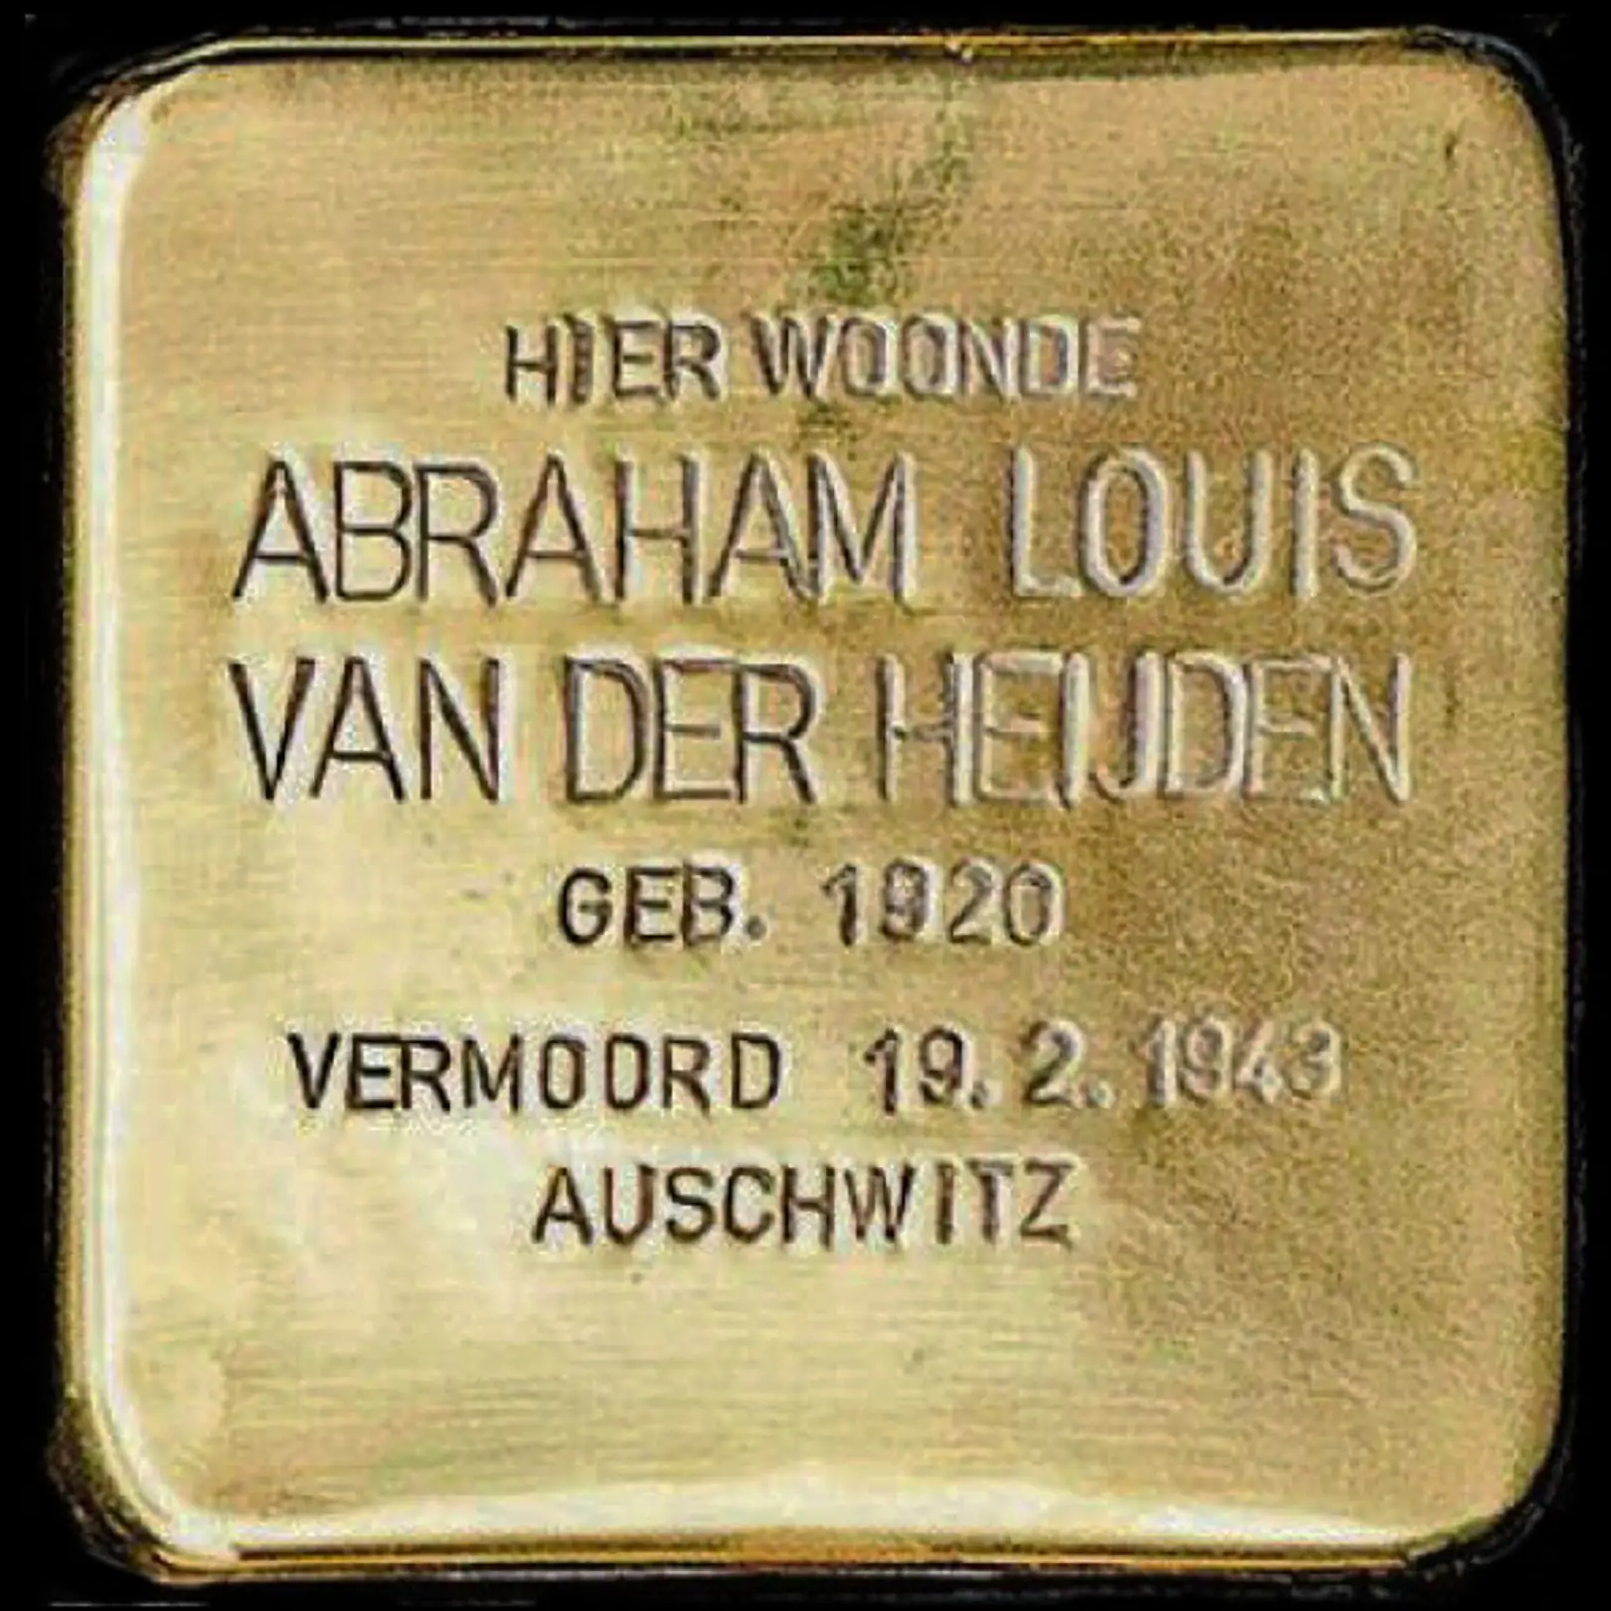 HIER WOONDE
ABRAHAM LOUIS
VAN DER HEIJDEN
GEB. 1920
VERMOORD 19.2.1943
AUSCHWITZ